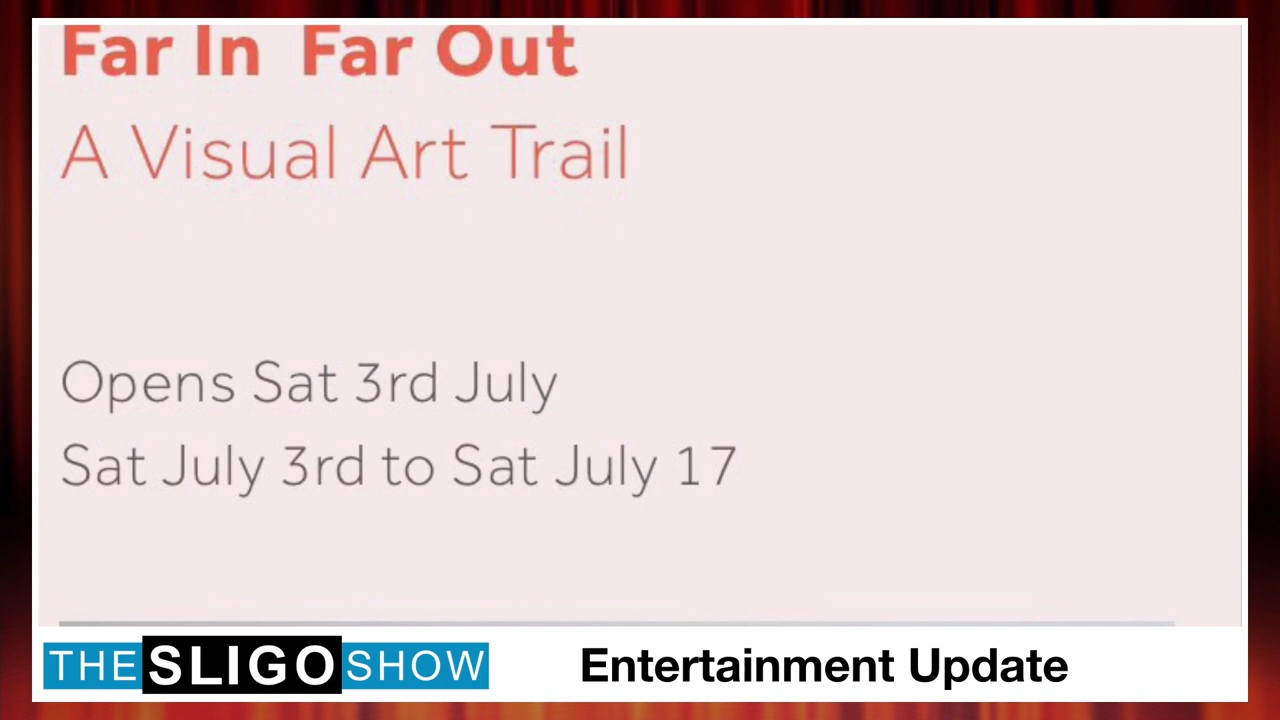 Far In Far Out
A Visual Art Trail
Opens Sat 3rd July
Sat July 3rd to Sat July 17
THE SLIGO SHOW
Entertainment Update